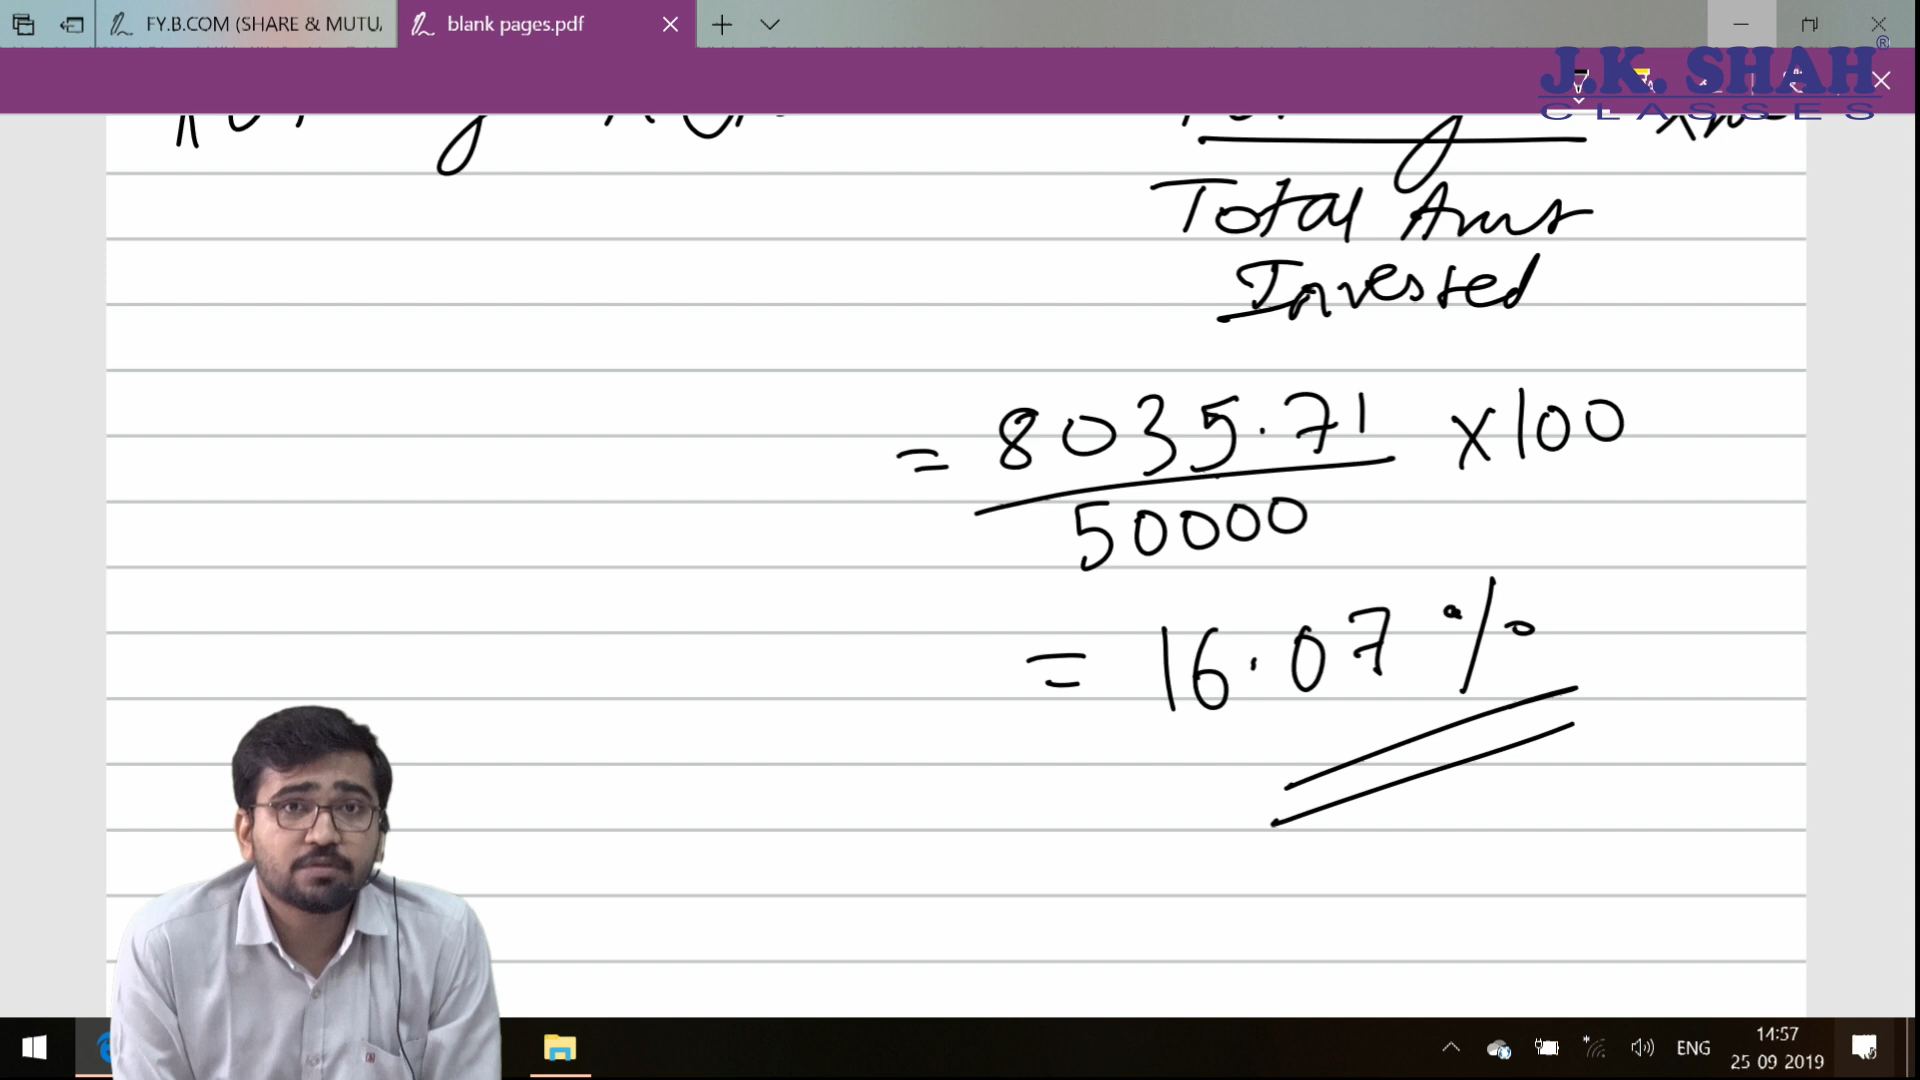 FY.B.COM (SHARE & MUTU
blank pages.pdf
J.K. SHAH®
CLASSES
Total Amt
Invested
= 8035.71 x100
50000
= 16.07 %
ENG
14:57
25 09 2019